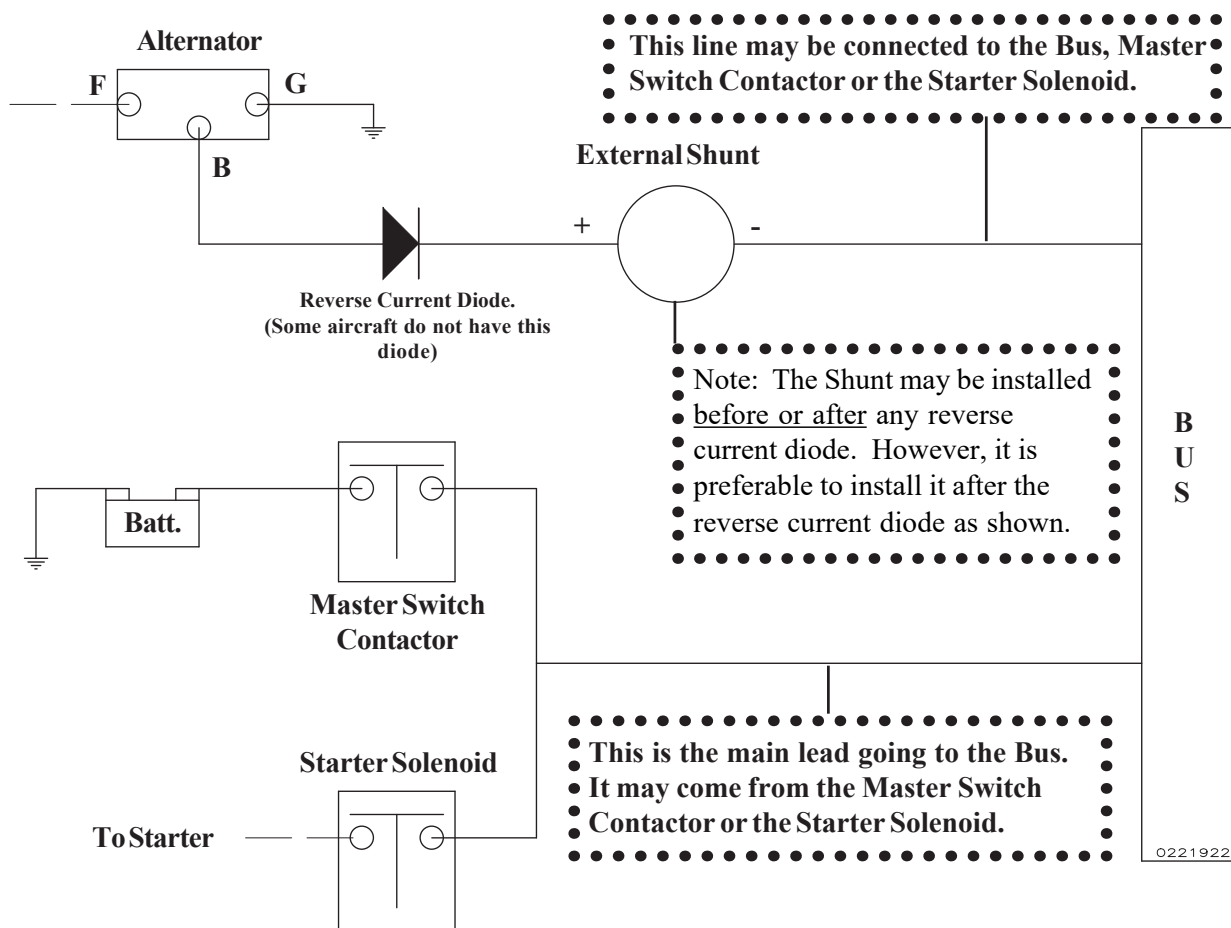 Alternator
F
G
B
This line may be connected to the Bus, Master
Switch Contactor or the Starter Solenoid.
External Shunt
+
-
Reverse Current Diode.
(Some aircraft do not have this
diode)
Note: The Shunt may be installed
before or after any reverse
current diode. However, it is
preferable to install it after the
reverse current diode as shown.
B
U
S
Batt.
Master Switch
Contactor
Starter Solenoid
To Starter
This is the main lead going to the Bus.
It may come from the Master Switch
Contactor or the Starter Solenoid.
0221922